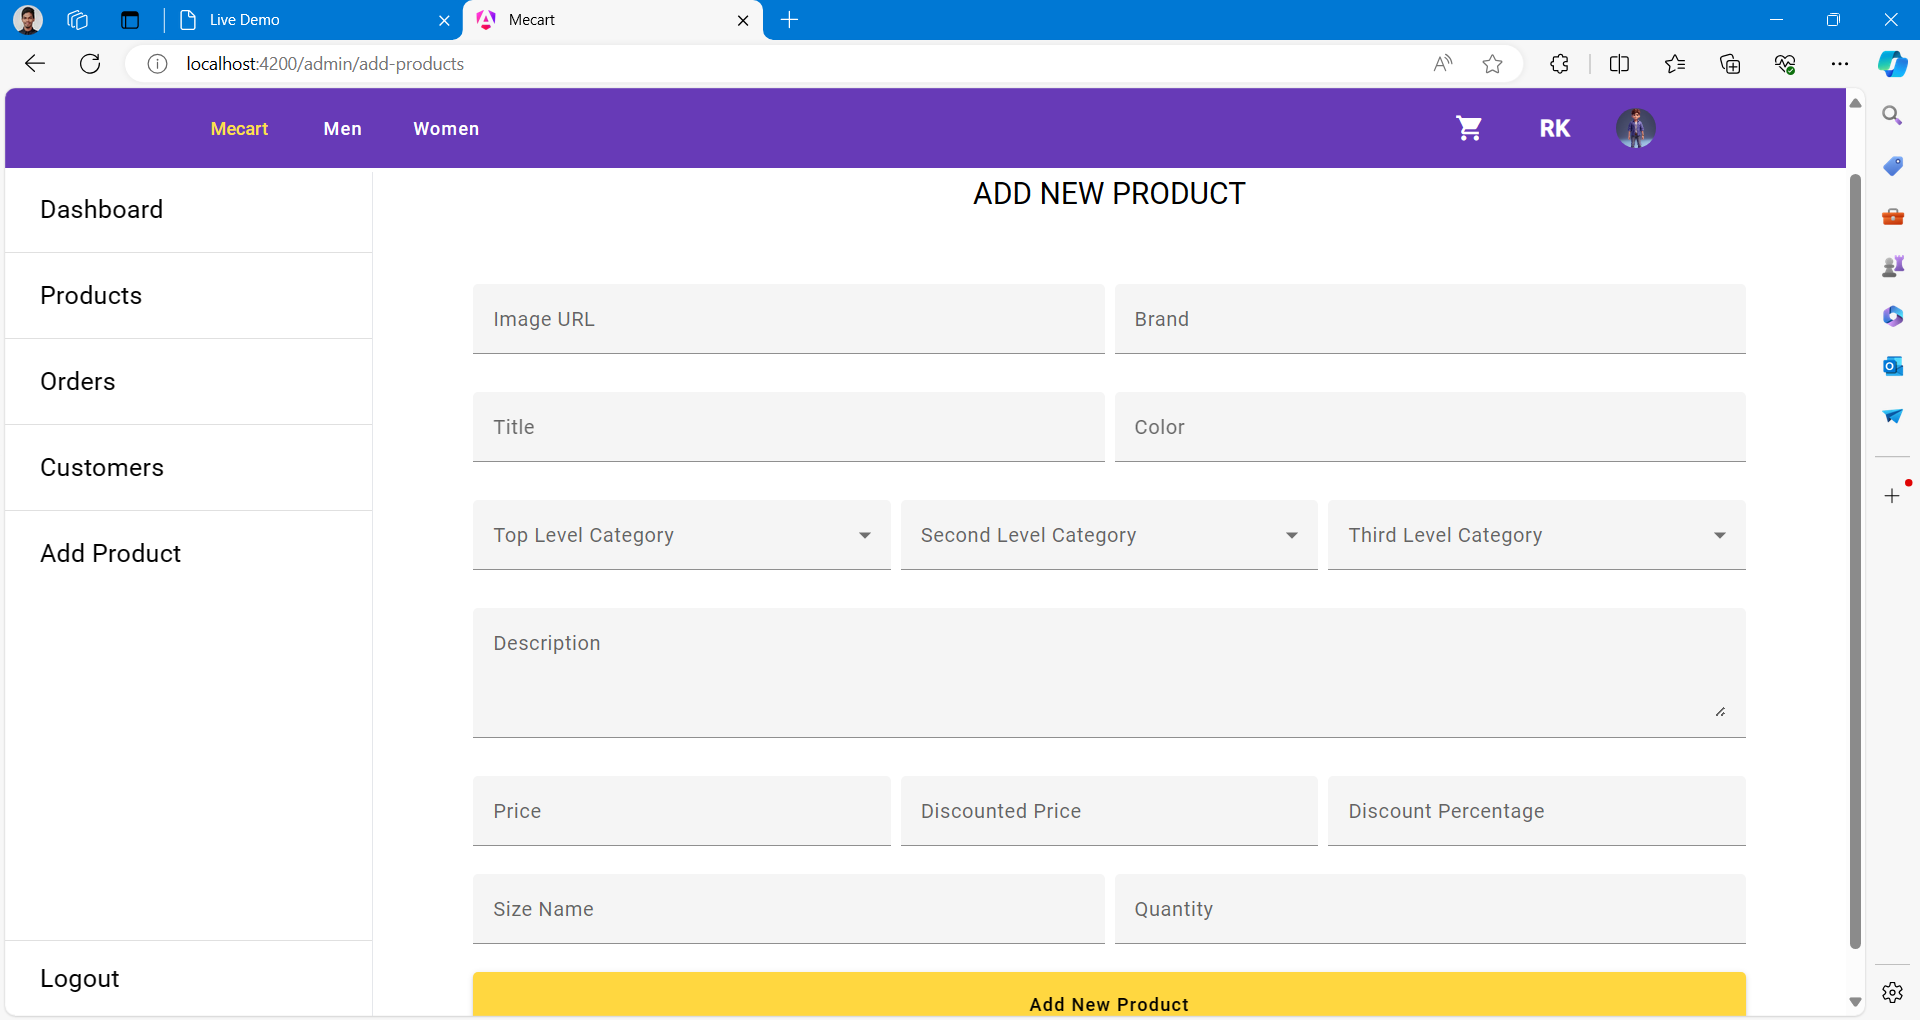 Live Demo
Mecart
localhost:4200/admin/add-products
Mecart Men Women RK
Dashboard
Products
Orders
Customers
Add Product
Logout
ADD NEW PRODUCT
Image URL Brand
Title Color
Top Level Category Second Level Category Third Level Category
Description
Price Discounted Price Discount Percentage
Size Name Quantity
Add New Product